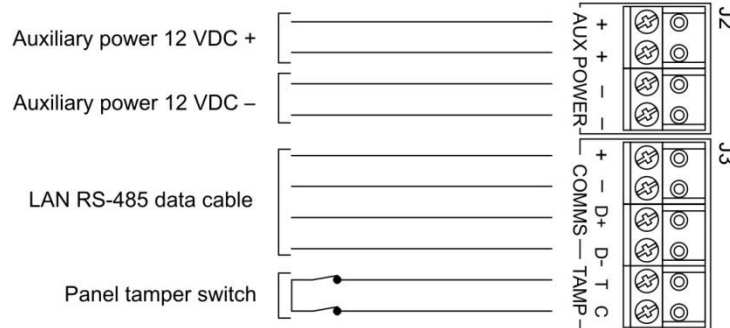 Auxiliary power 12 VDC +
Auxiliary power 12 VDC –
LAN RS-485 data cable
Panel tamper switch
AUX POWER
+
+
–
–
J2
COMMS
+
–
D+
D-
TAMP
T
C
J3